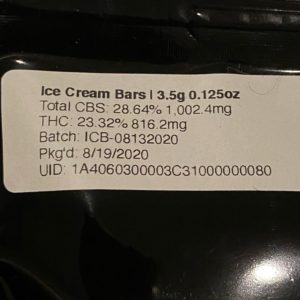 Ice Cream Bars | 3.5g 0.125oz
Total CBS: 28.64% 1,002.4mg
THC: 23.32% 816.2mg
Batch: ICB-08132020
Pkg'd: 8/19/2020
UID: 1A4060300003C31000000080